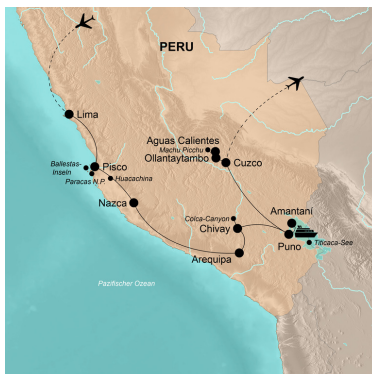 PERU
Lima
Aguas Calientes
Machu Picchu
Ollantaytambo
Cuzco
Ballestas-
Inseln
Pisco
Paracas N.P.
Huacachina
Nazca
Colca-Canyon
Chivay
Amantaní
Puno
Titicaca-See
Arequipa
Pazifischer Ozean